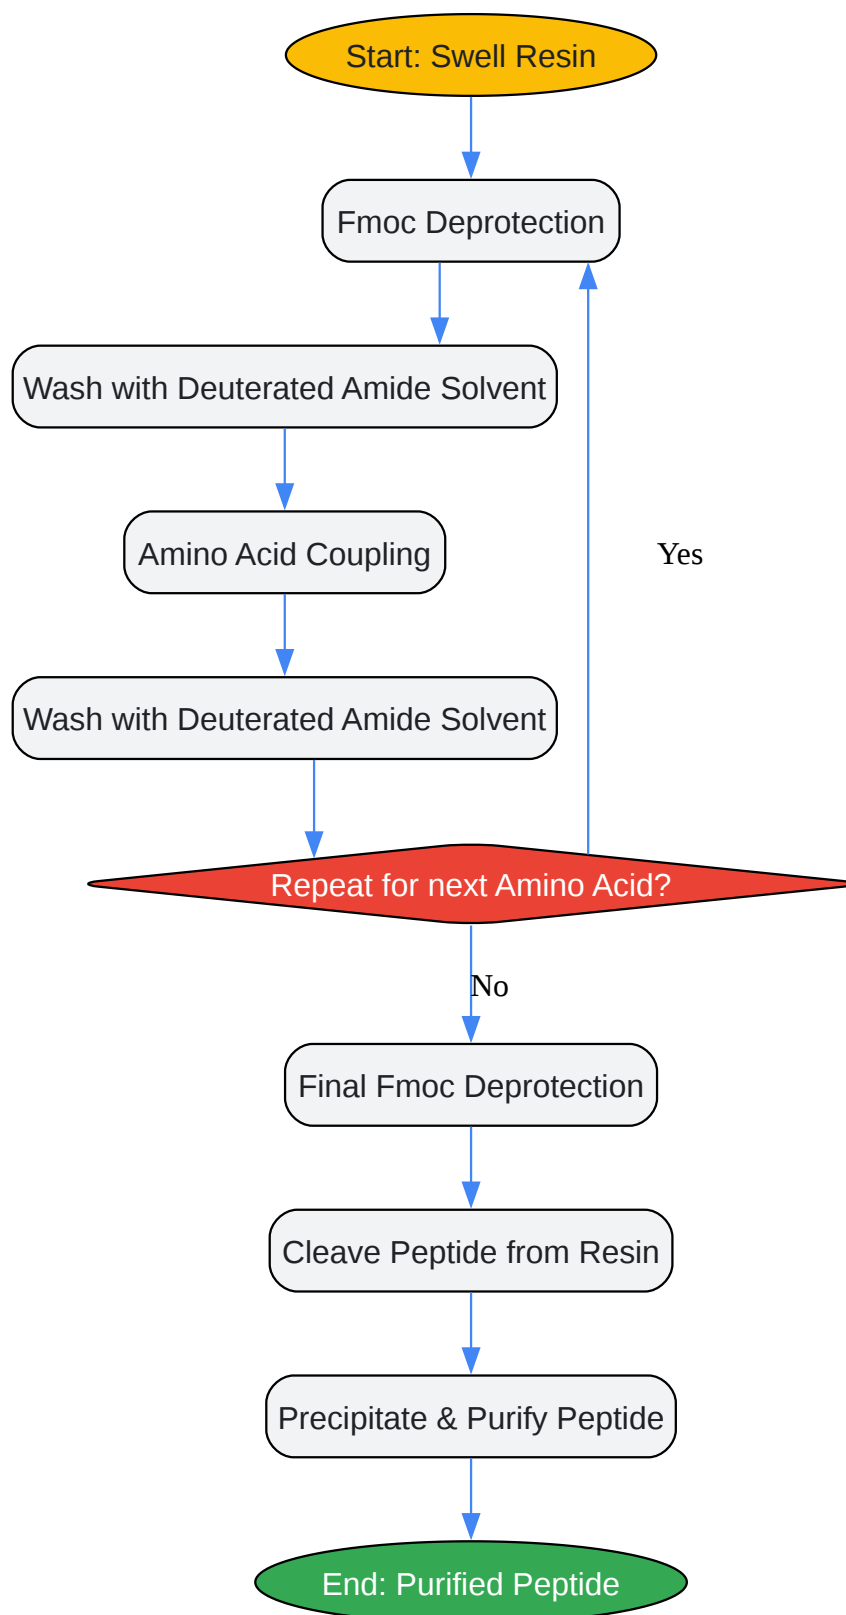 Start: Swell Resin
Fmoc Deprotection
Wash with Deuterated Amide Solvent
Amino Acid Coupling
Yes
Wash with Deuterated Amide Solvent
Repeat for next Amino Acid?
No
Final Fmoc Deprotection
Cleave Peptide from Resin
Precipitate & Purify Peptide
End: Purified Peptide